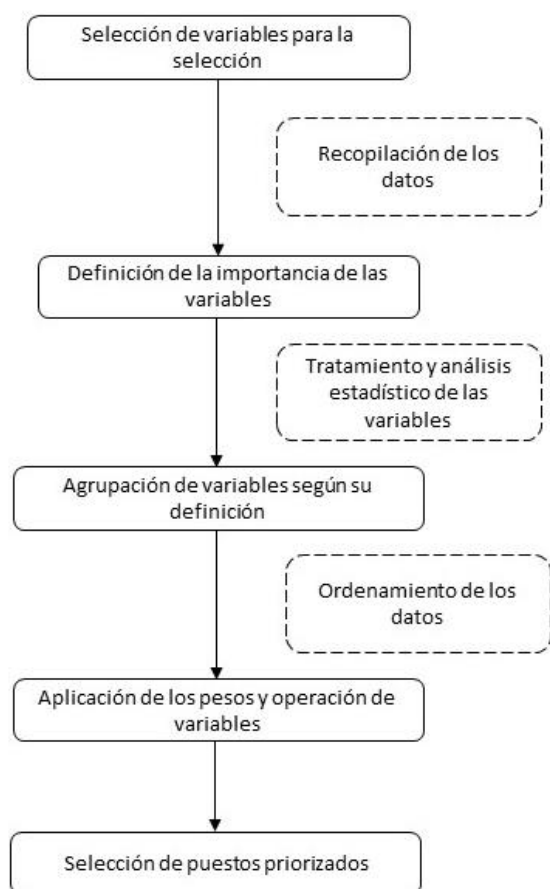 Selección de variables para la
selección
Recopilación de los
datos
Definición de la importancia de las
variables
Tratamiento y análisis
estadístico de las
variables
Agrupación de variables según su
definición
Ordenamiento de los
datos
Aplicación de los pesos y operación de
variables
Selección de puestos priorizados